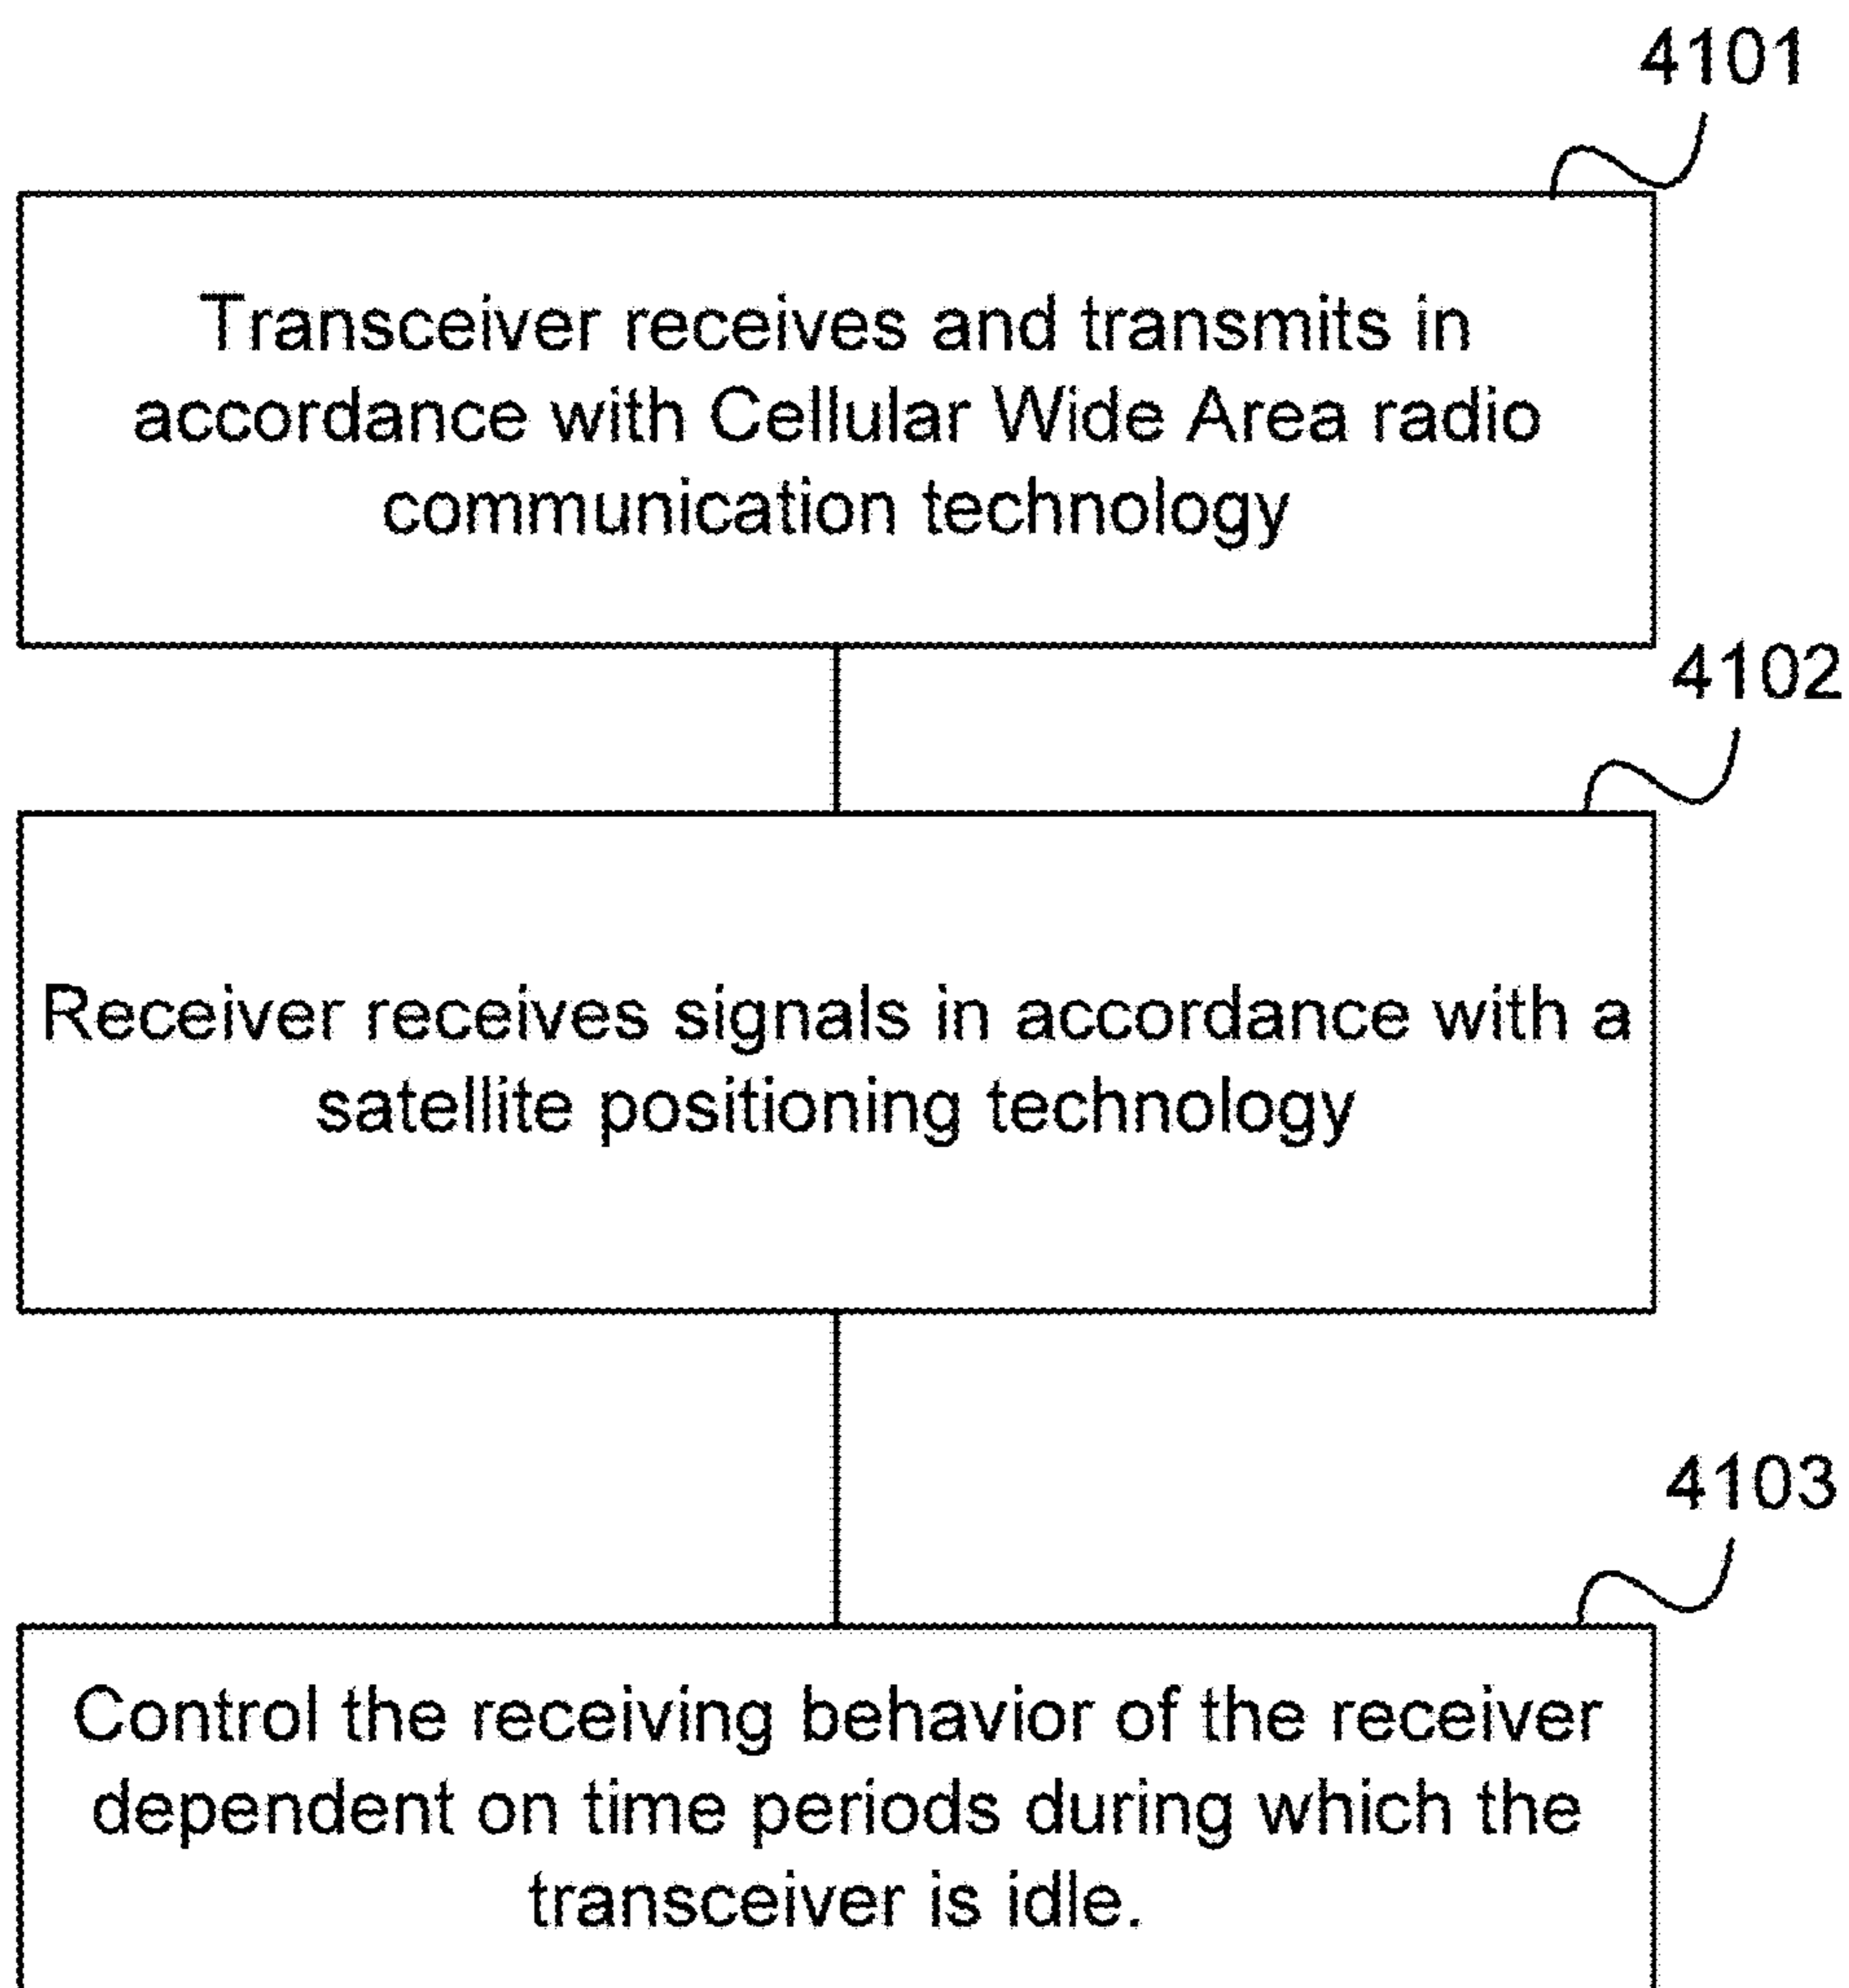 4101
Transceiver receives and transmits in
accordance with Cellular Wide Area radio
communication technology
4102
Receiver receives signals in accordance with a
satellite positioning technology
4103
Control the receiving behavior of the receiver
dependent on time periods during which the
transceiver is idle.